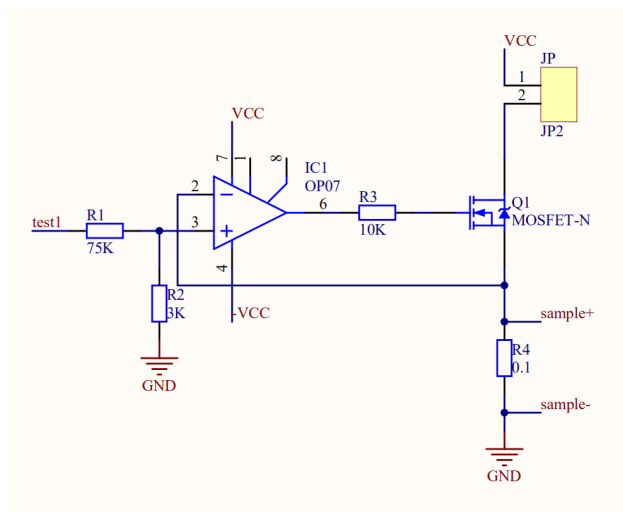 VCC
JP
1
2
JP2
VCC
7
1
8
IC1
OP07
2
3
6
4
test1
R1
75K
R3
10K
Q1
MOSFET-N
R2
3K
-VCC
GND
sample+
R4
0.1
sample-
GND